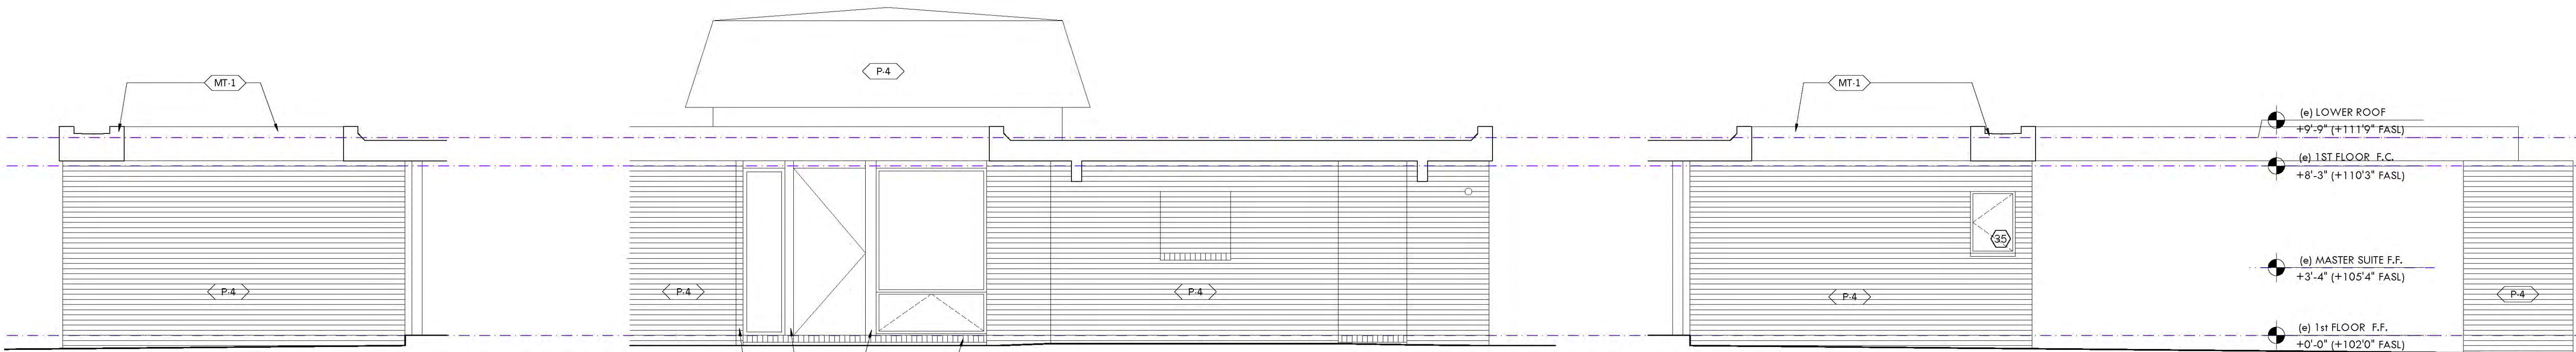 P-4
MT-1
MT-1
(e) LOWER ROOF
+9'-9" (+111'9" FASL)
(e) 1ST FLOOR F.C.
+8'-3" (+110'3" FASL)
35
(e) MASTER SUITE F.F.
+3'-4" (+105'4" FASL)
P-4
P-4
P-4
P-4
P-4
(e) 1st FLOOR F.F.
+0'-0" (+102'0" FASL)